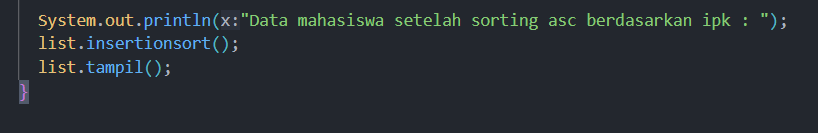 System.out.println(x:"Data mahasiswa setelah sorting asc berdasarkan ipk : ");
list.insertionsort();
list.tampil();
}